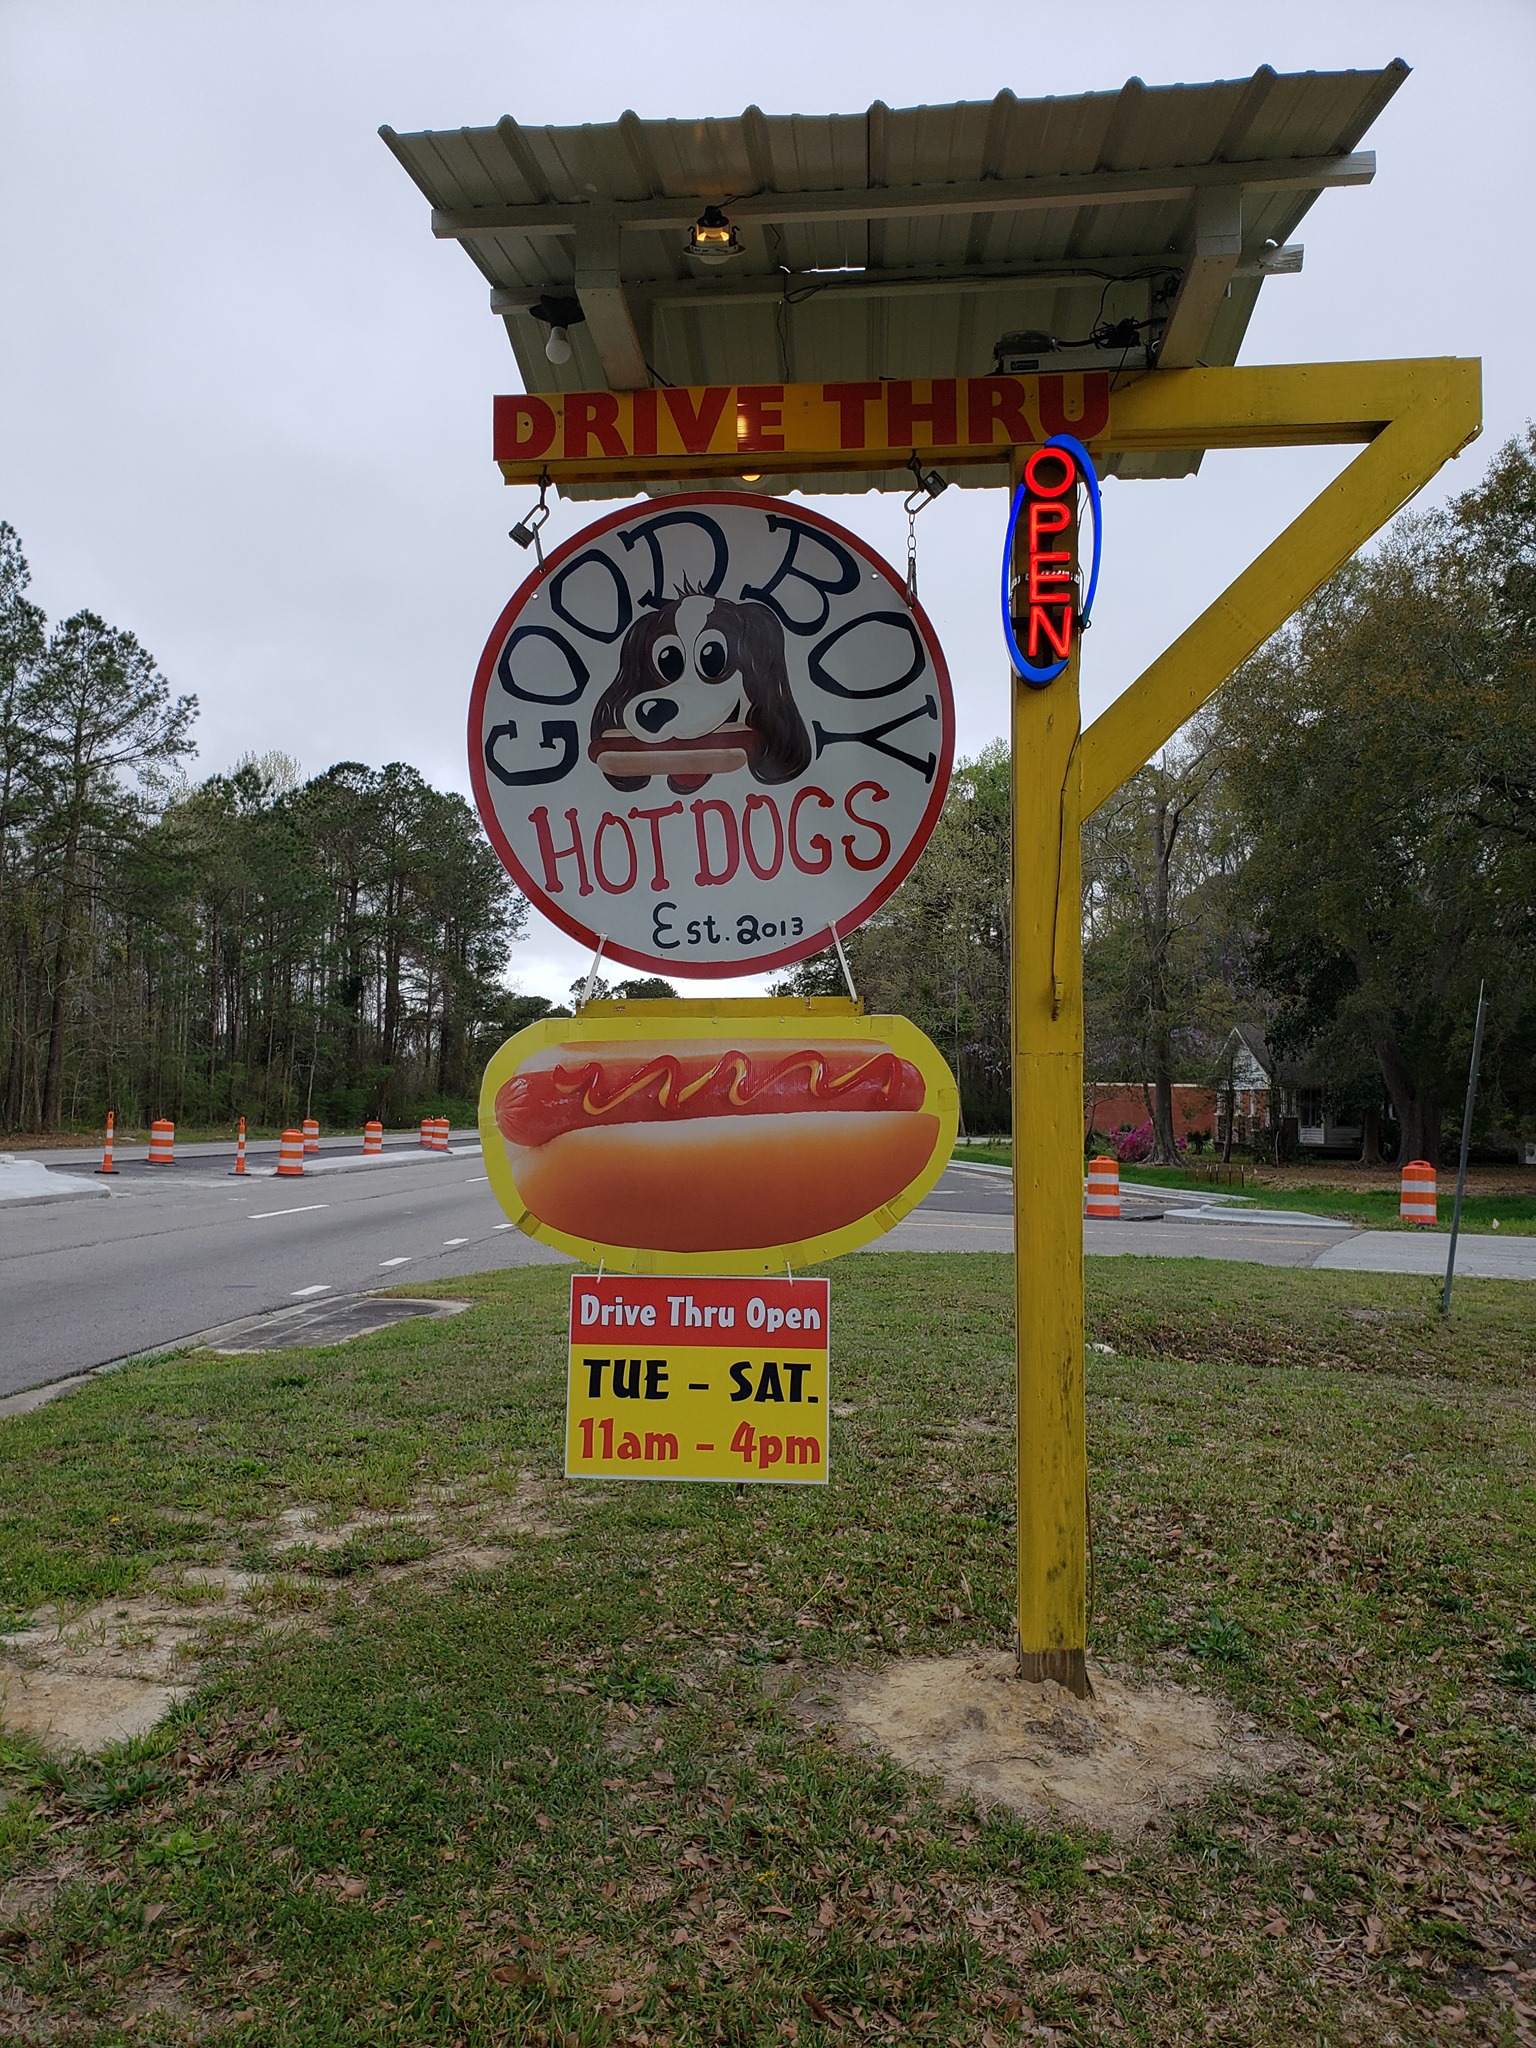 DRIVE THRU
OPEN
GOOD BOY
HOT DOGS
Est. 2013
Drive Thru Open
TUE - SAT.
11am - 4pm